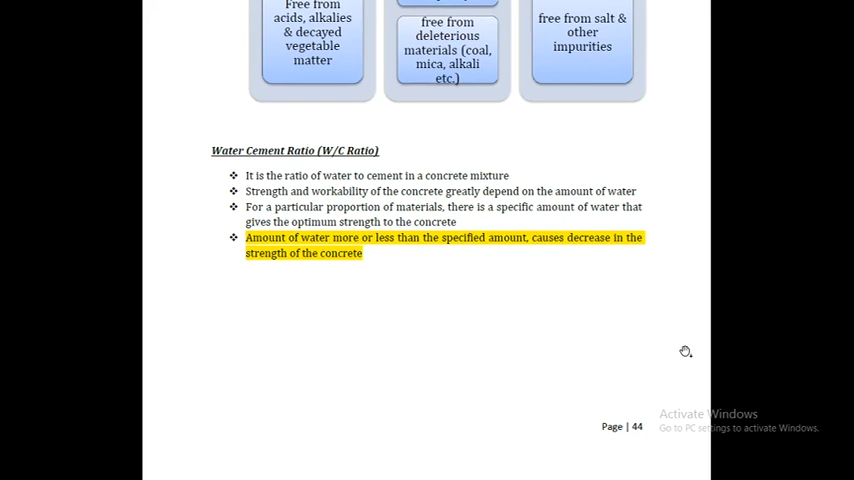 Free from
acids, alkalies
& decayed
vegetable
matter
free from
deleterious
materials (coal,
mica, alkali
etc.)
free from salt &
other
impurities
Water Cement Ratio (W/C Ratio)
❖ It is the ratio of water to cement in a concrete mixture
❖ Strength and workability of the concrete greatly depend on the amount of water
❖ For a particular proportion of materials, there is a specific amount of water that
gives the optimum strength to the concrete
❖ Amount of water more or less than the specified amount, causes decrease in the
strength of the concrete
Page | 44
Activate Windows
Go to PC settings to activate Windows.